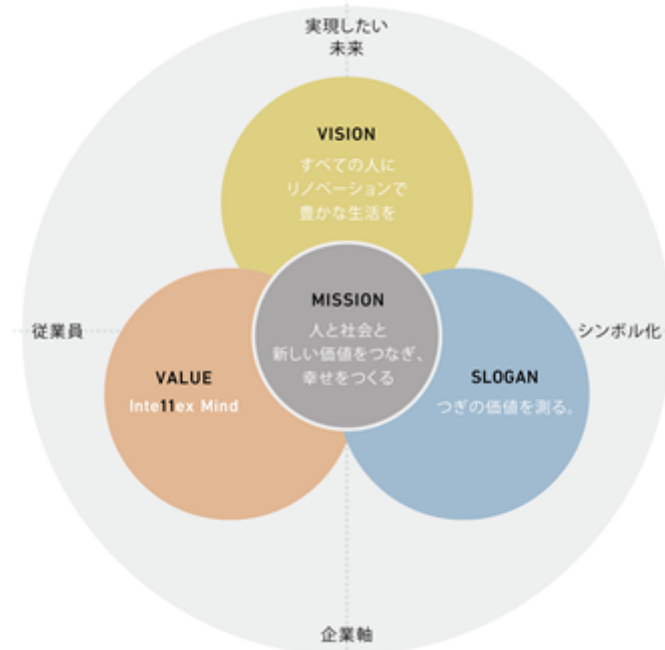 実現したい
未来
VISION
すべての人に
リノベーションで
豊かな生活を
MISSION
人と社会と
新しい価値をつなぎ、
幸せをつくる
従業員
シンボル化
VALUE
Inte11ex Mind
SLOGAN
つぎの価値を測る。
企業軸